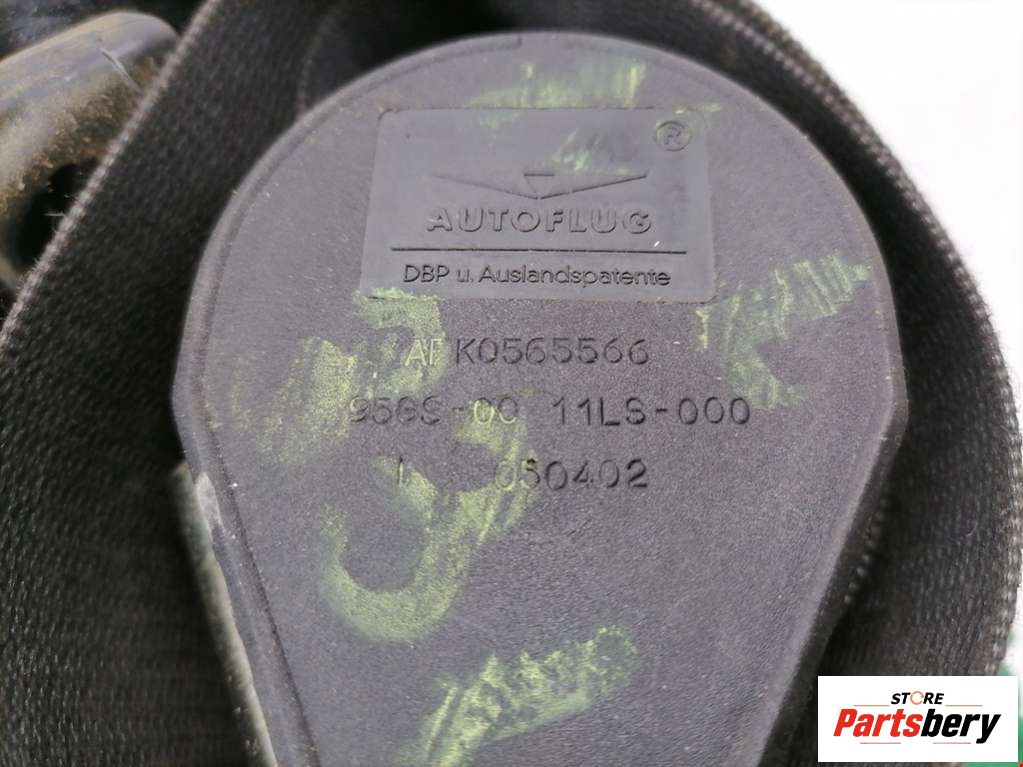 ®
AUTOFLUG
DBP u. Auslandspatente
K0565566
11LS-000
050402
STORE
Partsbery